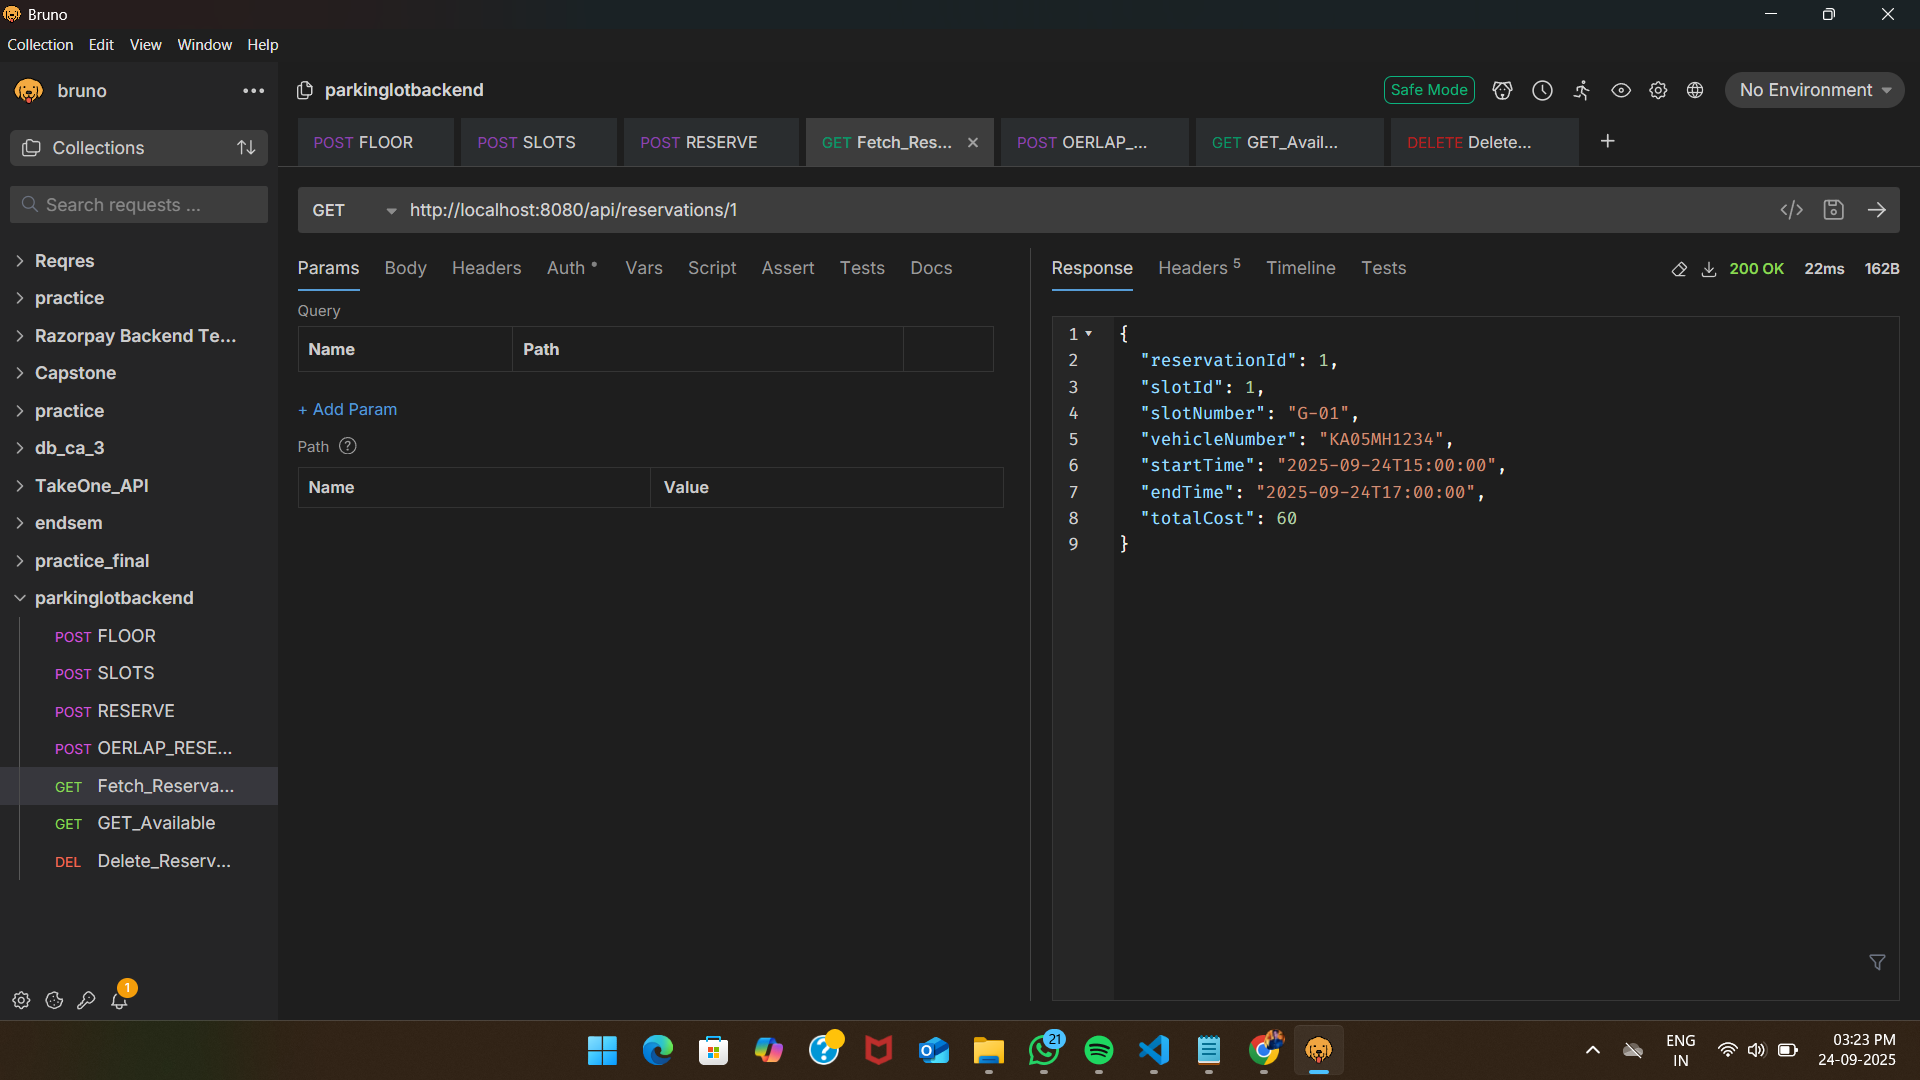 Bruno
Collection Edit View Window Help
bruno
parkinglotbackend
Safe Mode
No Environment
Collections
POST FLOOR
POST SLOTS
POST RESERVE
GET Fetch_Res...
POST OERLAP_...
GET GET_Avail...
DELETE Delete...
Search requests ...
GET
http://localhost:8080/api/reservations/1
Reqres
practice
Razorpay Backend Te...
Capstone
practice
db_ca_3
TakeOne_API
endsem
practice_final
parkinglotbackend
POST FLOOR
POST SLOTS
POST RESERVE
POST OERLAP_RESE...
GET Fetch_Reserva...
GET GET_Available
DEL Delete_Reserv...
1
Params Body Headers Auth Vars Script Assert Tests Docs
Query
Name Path
+ Add Param
Path ?
Name Value
Response Headers 5 Timeline Tests
200 OK 22ms 162B
1 {
2 "reservationId": 1,
3 "slotId": 1,
4 "slotNumber": "G-01",
5 "vehicleNumber": "KA05MH1234",
6 "startTime": "2025-09-24T15:00:00",
7 "endTime": "2025-09-24T17:00:00",
8 "totalCost": 60
9 }
21
ENG
IN
03:23 PM
24-09-2025